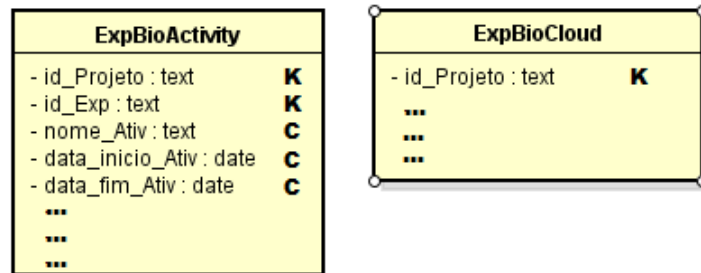 ExpBioActivity
- id_Projeto : text K
- id_Exp : text K
- nome_Ativ : text C
- data_inicio_Ativ : date C
- data_fim_Ativ : date C
...
...
...
ExpBioCloud
- id_Projeto : text K
...
...
...